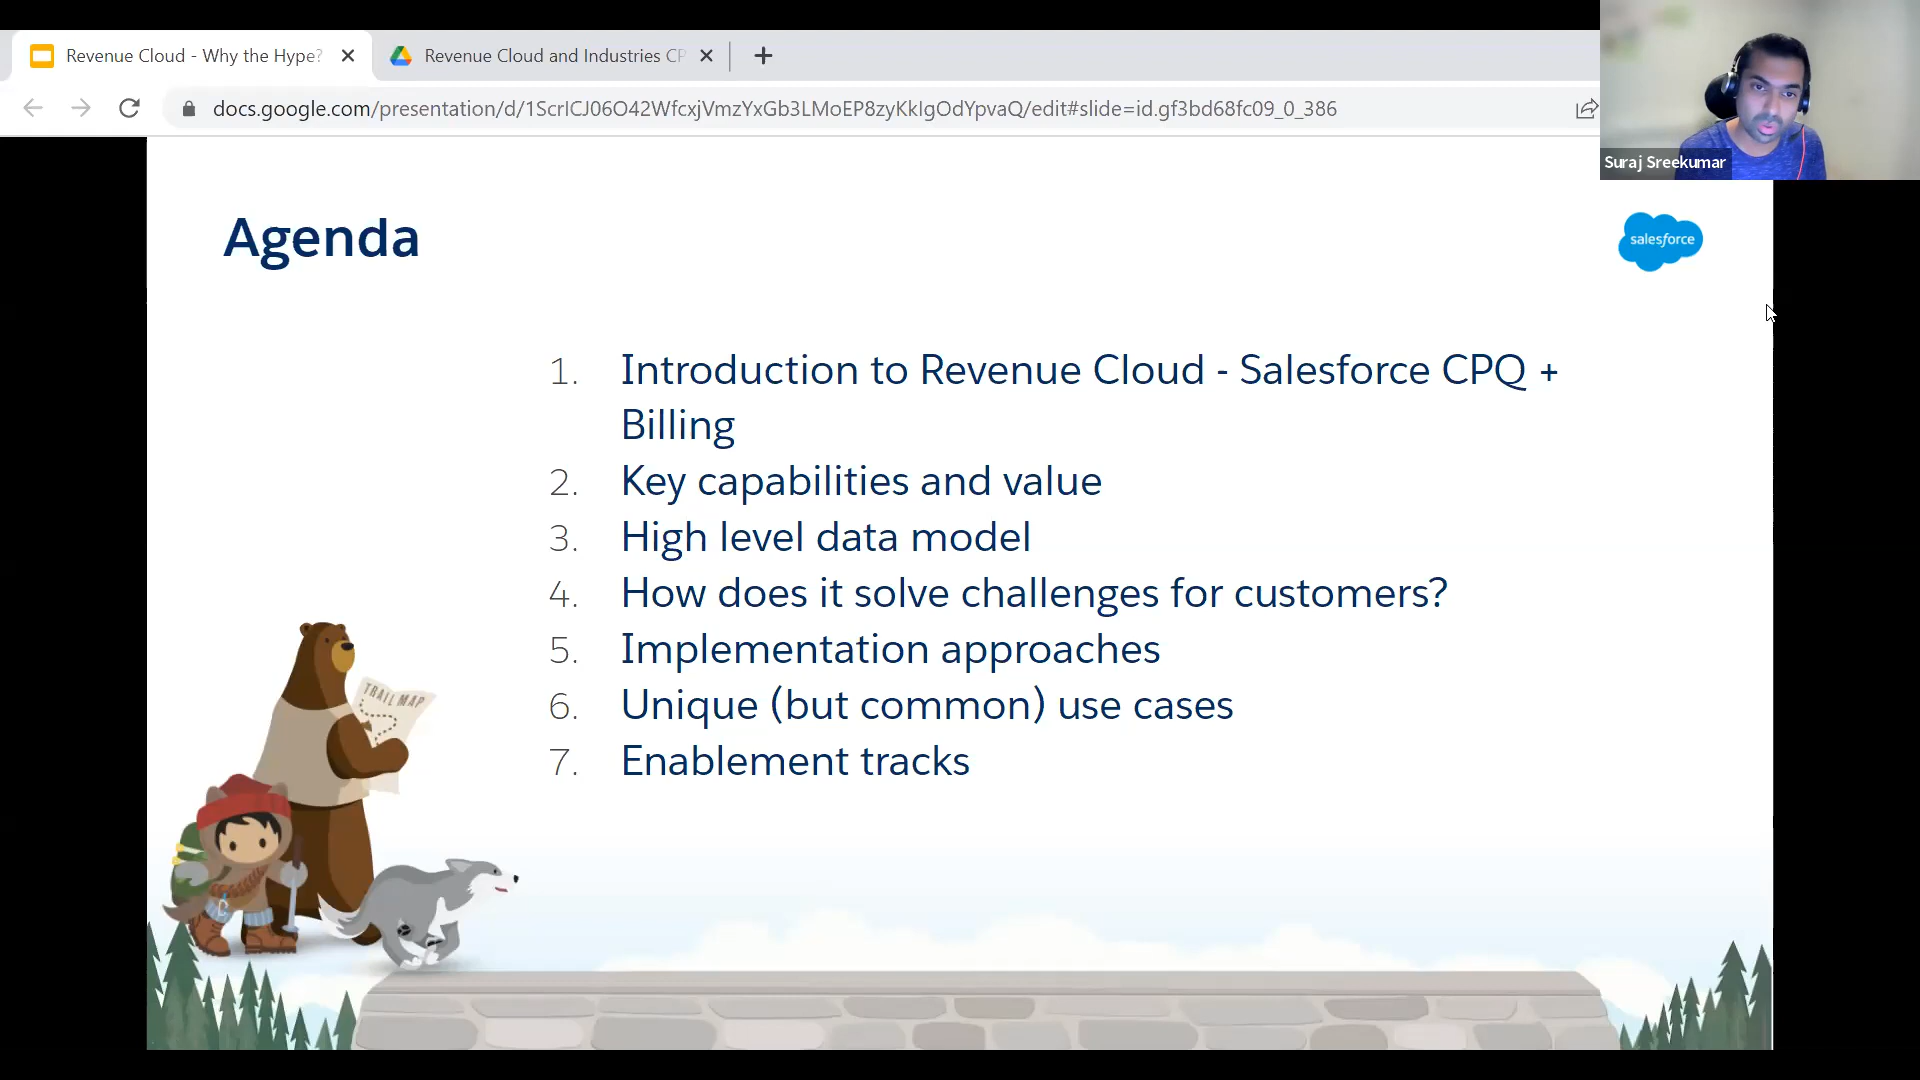 Revenue Cloud - Why the Hype?
Revenue Cloud and Industries CP
docs.google.com/presentation/d/1ScrICJ06O42WfcxjVmzYxGb3LMoEP8zyKkIgOdYpvaQ/edit#slide=id.gf3bd68fc09_0_386
Suraj Sreekumar
Agenda
salesforce
1. Introduction to Revenue Cloud - Salesforce CPQ +
Billing
2. Key capabilities and value
3. High level data model
4. How does it solve challenges for customers?
5. Implementation approaches
6. Unique (but common) use cases
7. Enablement tracks
TRAIL MAP